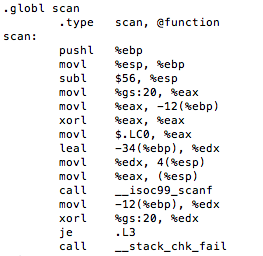 .globl scan
.type scan, @function
scan:
pushl %ebp
movl %esp, %ebp
subl $56, %esp
movl %gs:20, %eax
movl %eax, -12(%ebp)
xorl %eax, %eax
movl $.LC0, %eax
leal -34(%ebp), %edx
movl %edx, 4(%esp)
movl %eax, (%esp)
call __isoc99_scanf
movl -12(%ebp), %edx
xorl %gs:20, %edx
je .L3
call __stack_chk_fail